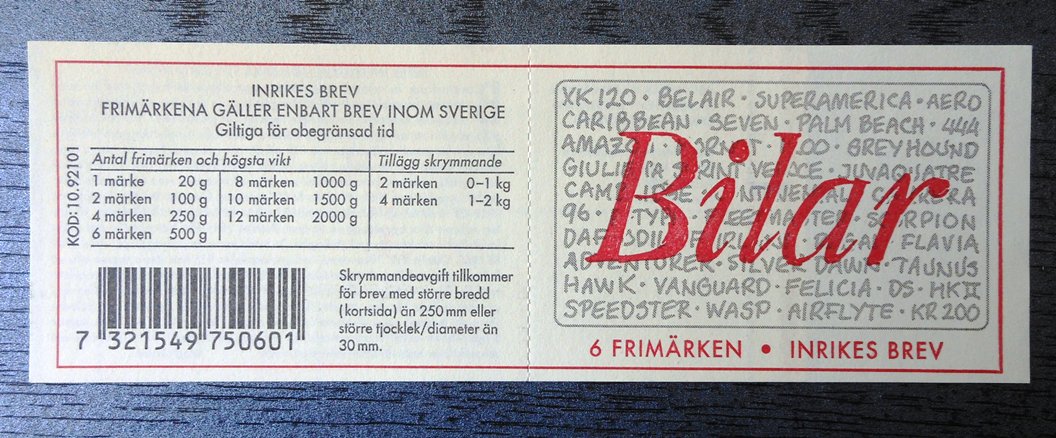 INRIKES BREV
FRIMÄRKENA GÄLLER ENBART BREV INOM SVERIGE
Giltiga för obegränsad tid
KOD: 10 92101
Antal frimärken och högsta vikt Tillägg skrymmande
1 märke 20 g 8 märken 1000 g 2 märken 0–1 kg
2 märken 100 g 10 märken 1500 g 4 märken 1–2 kg
4 märken 250 g 12 märken 2000 g
6 märken 500 g
Skrymmandeavgift tillkommer
för brev med större bredd
(kortsida) än 250 mm eller
större tjocklek/diameter än
30 mm.
7 321549 750601
XK 120 · BELAIR · SUPERAMERICA · AERO
CARIBBEAN · SEVEN · PALM BEACH · 444
GREYHOUND
Bilar
96
SCORPION
FLAVIA
ADVENTURER · SILVER DAWN · TAUNUS
HAWK · VANGUARD · FELICIA · DS · MK II
SPEEDSTER · WASP · AIRFLYTE · KR 200
6 FRIMÄRKEN • INRIKES BREV